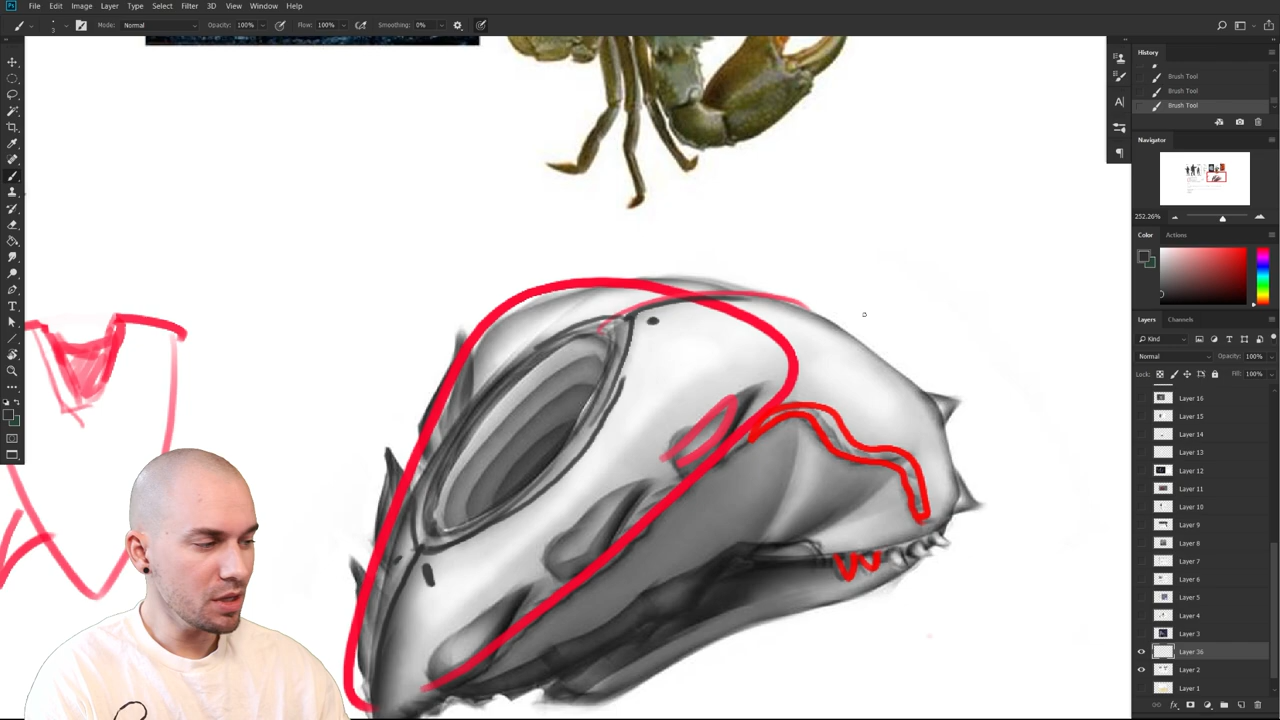 Ps File Edit Image Layer Type Select Filter 3D View Window Help
3 Mode: Normal Opacity: 100% Flow: 100% Smoothing: 0%
History
Brush Tool
Brush Tool
Brush Tool
Navigator
252.26%
Color Actions
Layers Channels
Kind
Normal Opacity: 100%
Lock: Fill: 100%
Layer 16
Layer 15
Layer 14
Layer 13
Layer 12
Layer 11
Layer 10
Layer 9
Layer 8
Layer 7
Layer 6
Layer 5
Layer 4
Layer 3
Layer 36
Layer 2
Layer 1